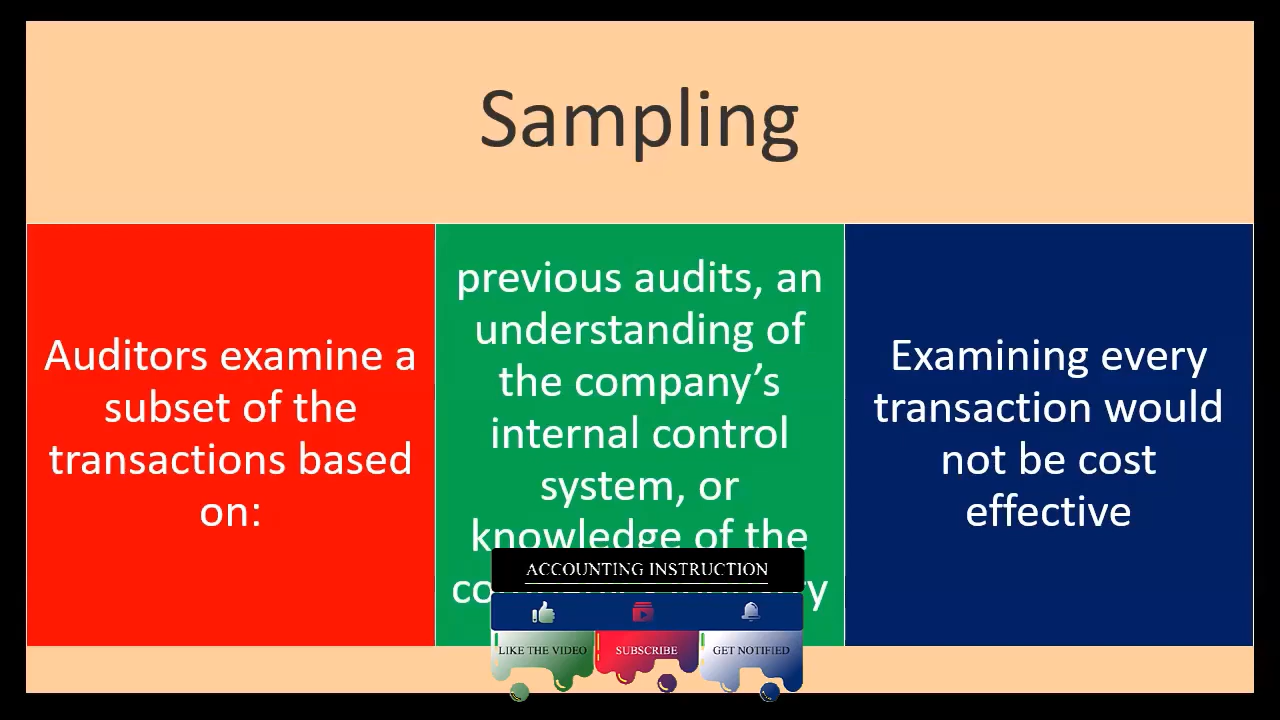 Sampling
Auditors examine a
subset of the
transactions based
on:
previous audits, an
understanding of
the company’s
internal control
system, or
knowledge of the
Examining every
transaction would
not be cost
effective
ACCOUNTING INSTRUCTION
LIKE THE VIDEO
SUBSCRIBE
GET NOTIFIED